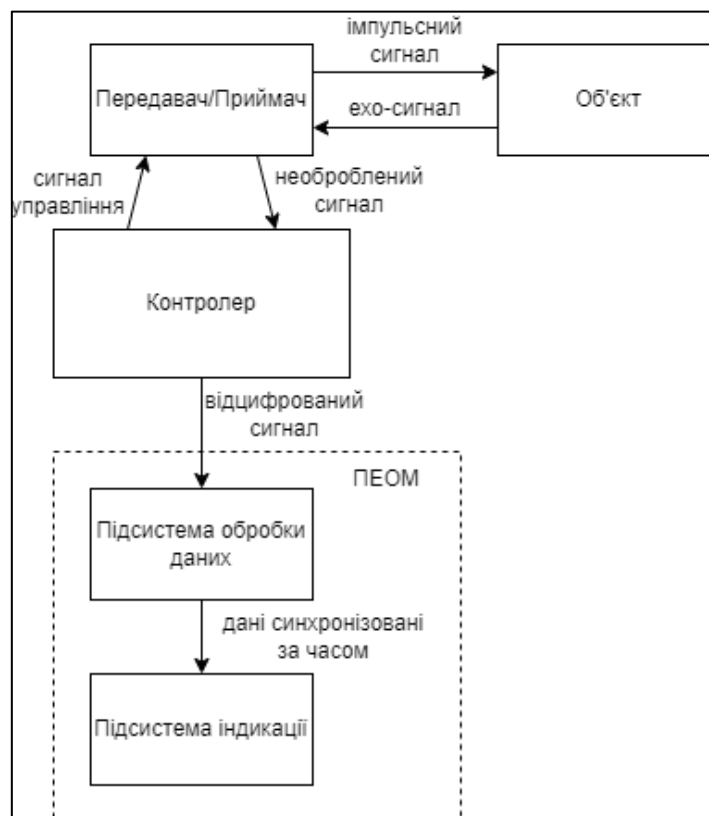 імпульсний
сигнал
Передавач/Приймач
Об'єкт
ехо-сигнал
сигнал
управління
необроблений
сигнал
Контролер
відцифрований
сигнал
ПЕОМ
Підсистема обробки
даних
дані синхронізовані
за часом
Підсистема індикації